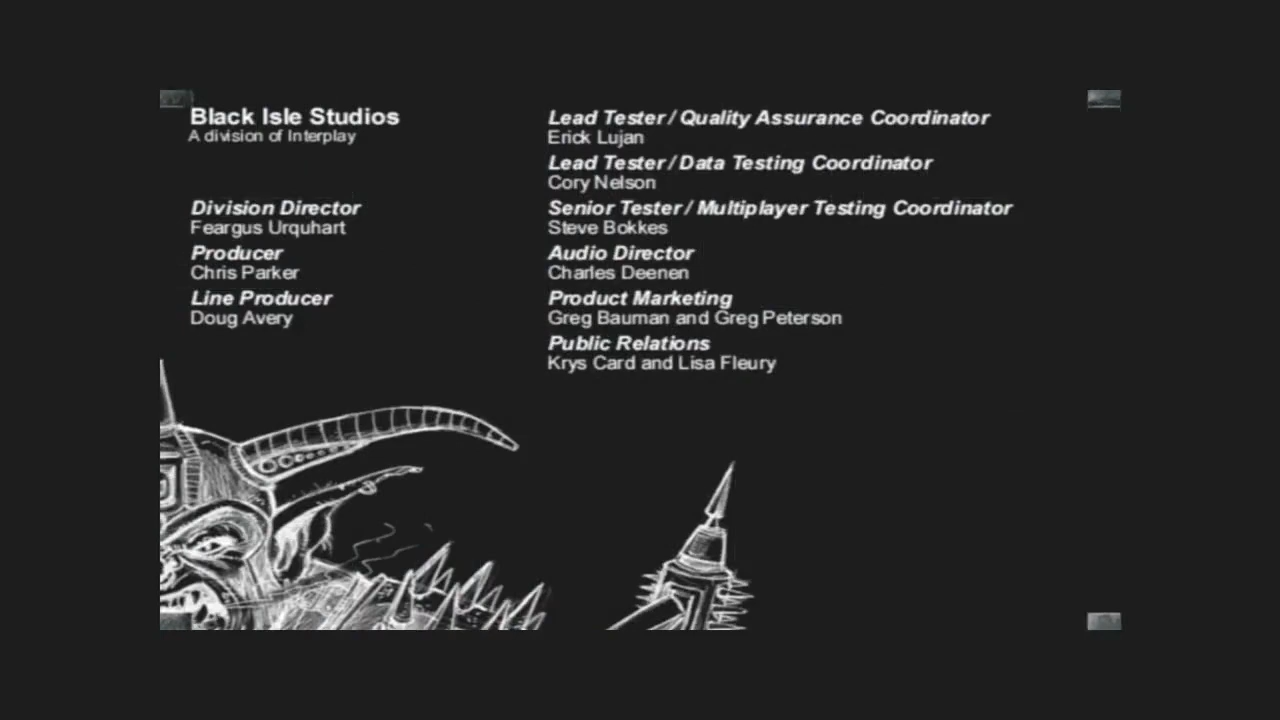 Black Isle Studios
A division of Interplay
Division Director
Feargus Urquhart
Producer
Chris Parker
Line Producer
Doug Avery
Lead Tester / Quality Assurance Coordinator
Erick Lujan
Lead Tester / Data Testing Coordinator
Cory Nelson
Senior Tester / Multiplayer Testing Coordinator
Steve Bokkes
Audio Director
Charles Deenen
Product Marketing
Greg Bauman and Greg Peterson
Public Relations
Krys Card and Lisa Fleury